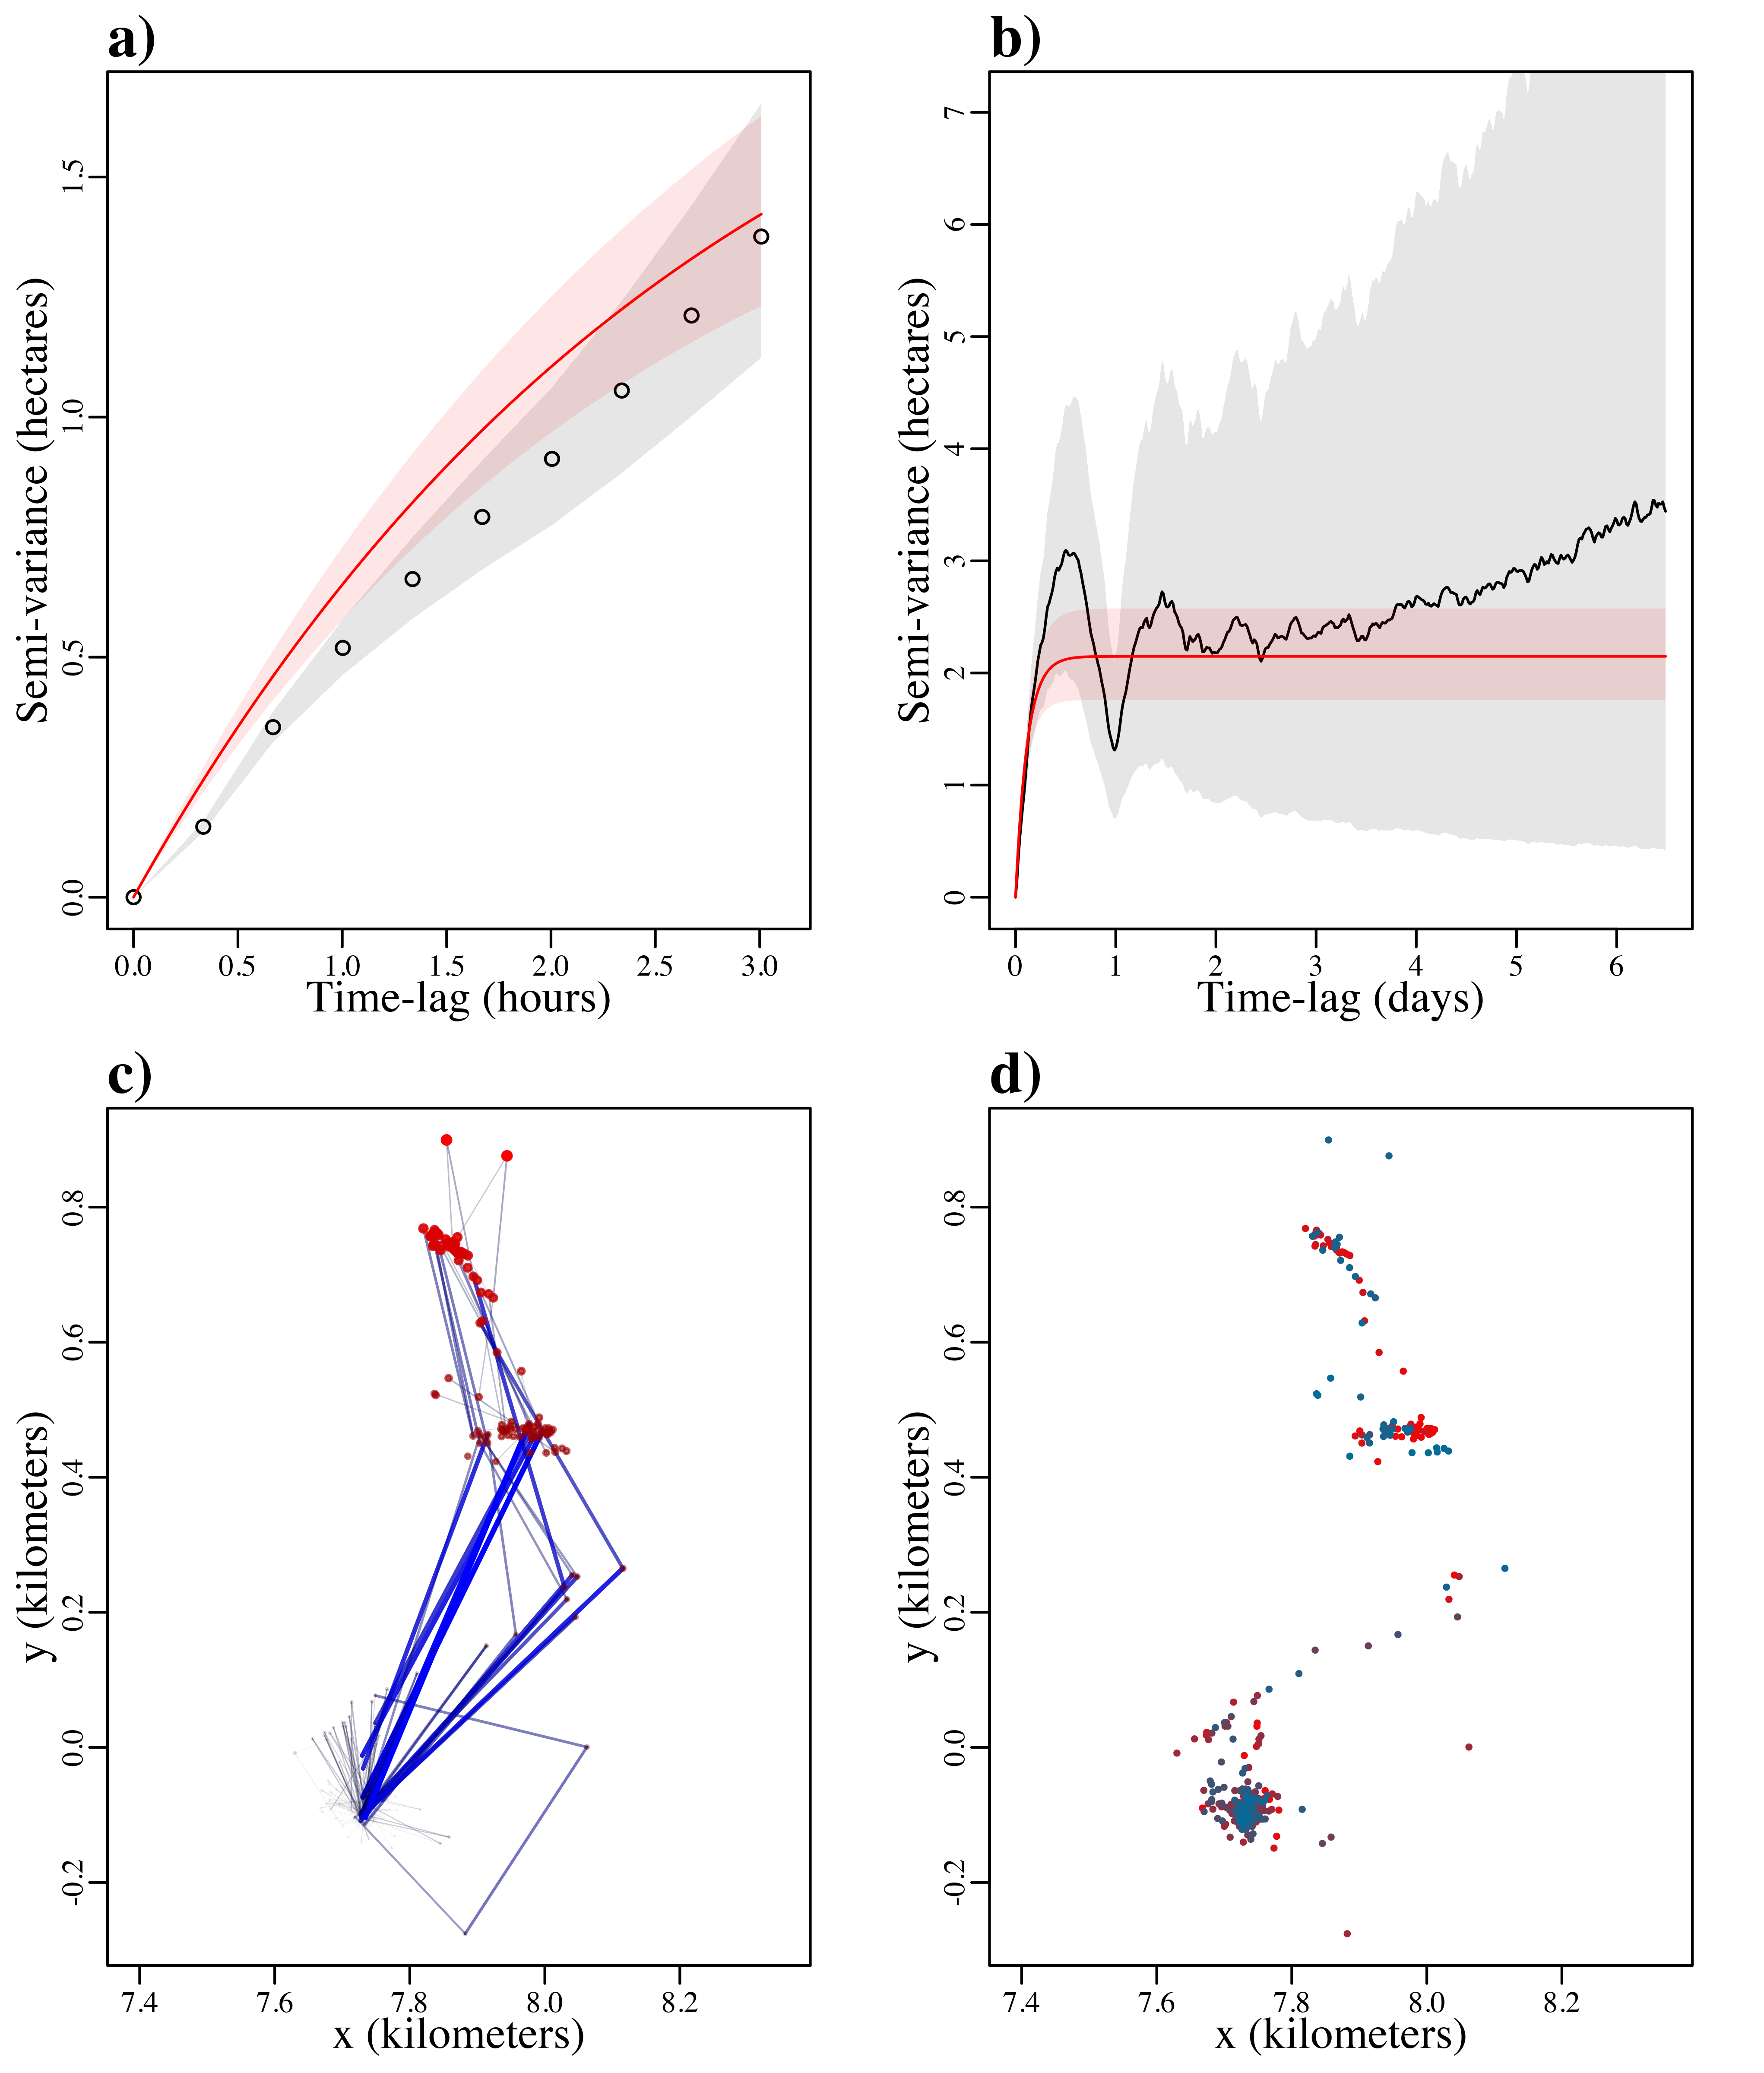 a)
Semi-variance (hectares)
1.5
1.0
0.5
0.0
0.0 0.5 1.0 1.5 2.0 2.5 3.0
Time-lag (hours)
b)
Semi-variance (hectares)
7
6
5
4
3
2
1
0
0 1 2 3 4 5 6
Time-lag (days)
c)
y (kilometers)
0.8
0.6
0.4
0.2
0.0
-0.2
7.4 7.6 7.8 8.0 8.2
x (kilometers)
d)
y (kilometers)
0.8
0.6
0.4
0.2
0.0
-0.2
7.4 7.6 7.8 8.0 8.2
x (kilometers)